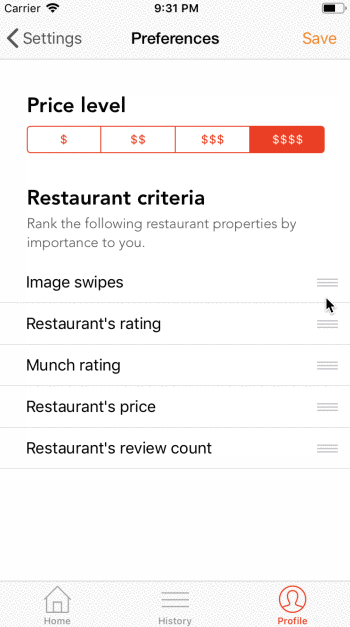 Carrier 9:31 PM
Settings Preferences Save
Price level
$ $$ $$$ $$$$
Restaurant criteria
Rank the following restaurant properties by
importance to you.
Image swipes
Restaurant's rating
Munch rating
Restaurant's price
Restaurant's review count
Home History Profile